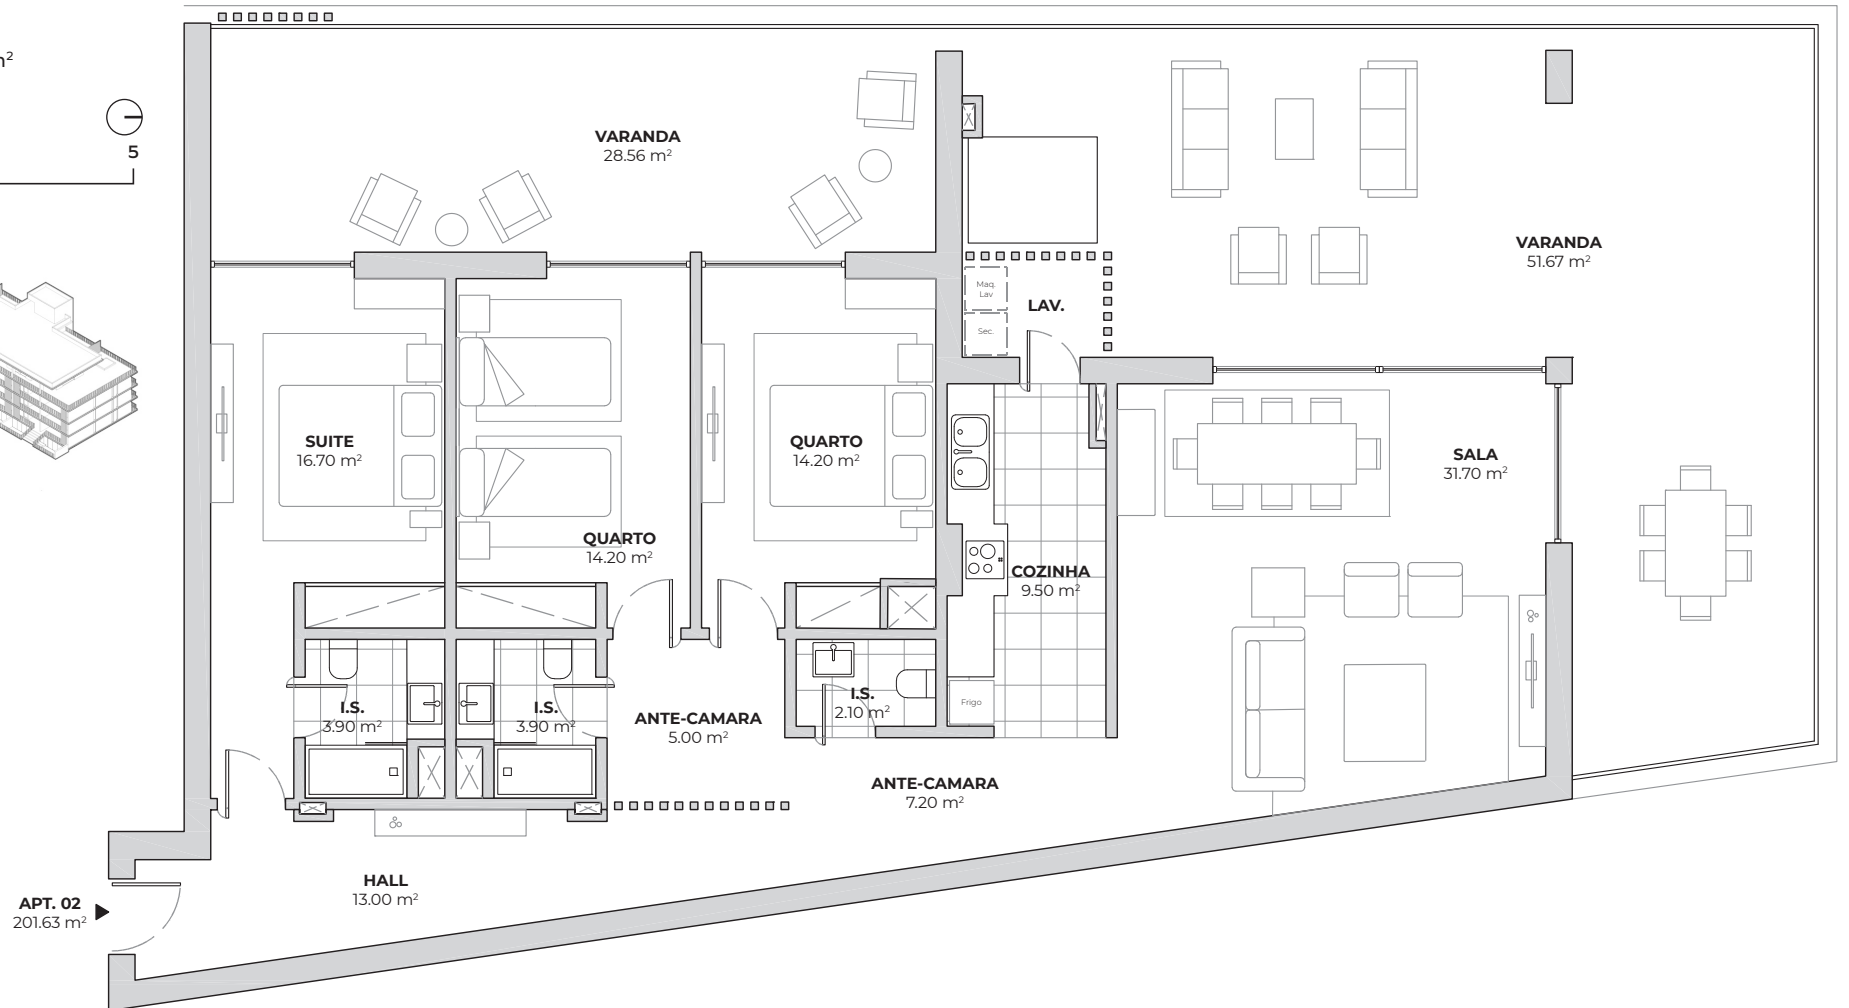 m²
5
VARANDA
28.56 m²
VARANDA
51.67 m²
Maq.
Lav
LAV.
Sec.
SUITE
16.70 m²
QUARTO
14.20 m²
SALA
31.70 m²
QUARTO
14.20 m²
COZINHA
9.50 m²
I.S.
3.90 m²
I.S.
3.90 m²
I.S.
2.10 m²
Frigo
ANTE-CAMARA
5.00 m²
ANTE-CAMARA
7.20 m²
HALL
13.00 m²
APT. 02
201.63 m²